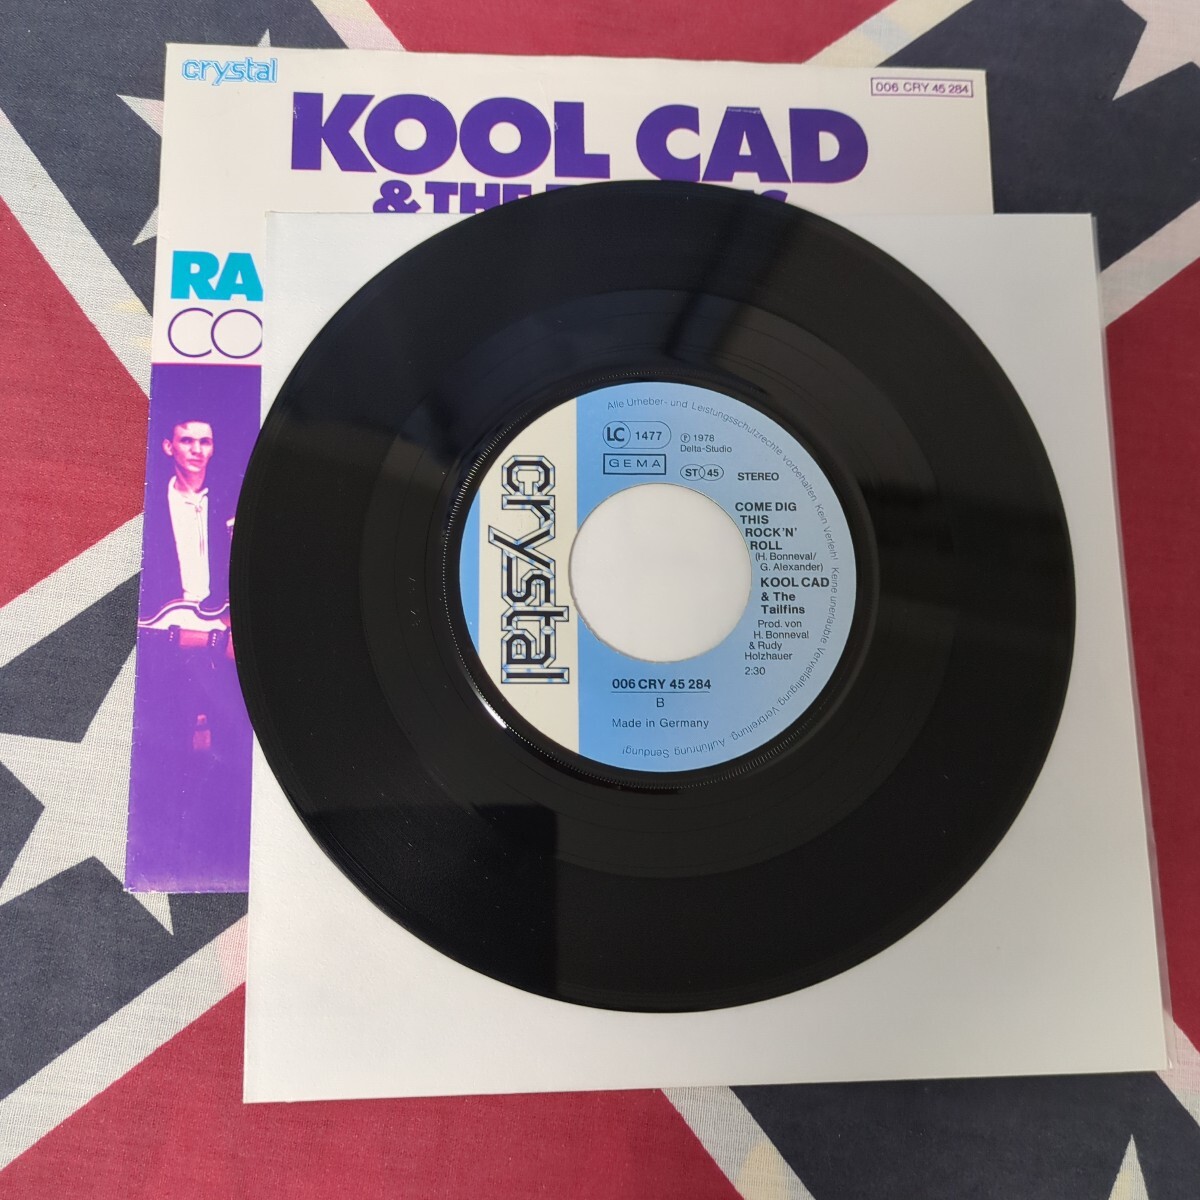 crystal
006 CRY 45 284
KOOL CAD
& THE
RA
CO
crystal
Alle Urheber- und Leistungsschutzrechte vorbehalten Kein Verleih! Keine unerlaubte Vervielfältigung, Verbreitung, Aufführung, Sendung!
LC 1477
GEMA
℗ 1978
Delta-Studio
ST 45
STEREO
COME DIG
THIS
ROCK'N'
ROLL
(H. Bonneval/
G. Alexander)
KOOL CAD
& The
Tailfins
Prod. von
H. Bonneval
& Rudy
Holzhauer
2:30
006 CRY 45 284
B
Made in Germany